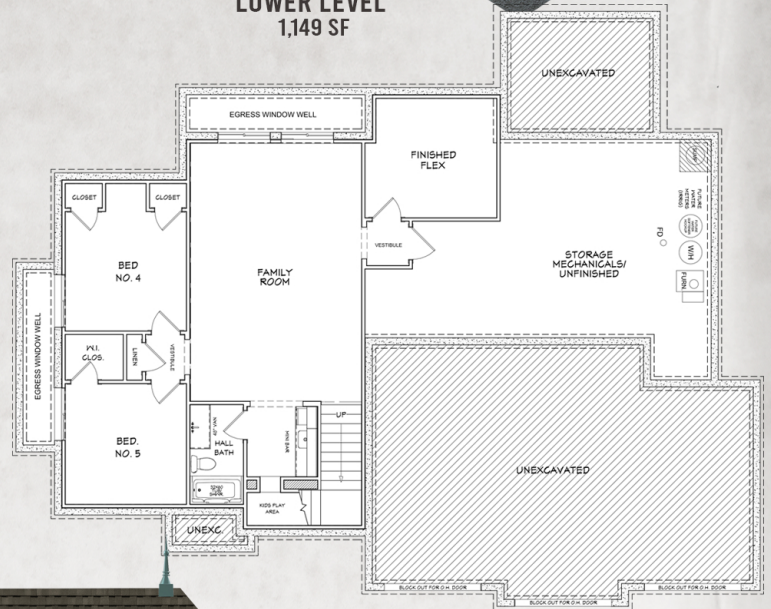 LOWER LEVEL
1,149 SF
UNEXCAVATED
EGRESS WINDOW WELL
FINISHED
FLEX
CLOSET
CLOSET
VESTIBULE
FUTURE
WATER
FD
W/H
FURN
BED
NO. 4
FAMILY
ROOM
STORAGE
MECHANICALS/
UNFINISHED
EGRESS WINDOW WELL
W.I.
CLOS.
LINEN
VESTIBULE
BED.
NO. 5
HALL
BATH
MINI BAR
UP
KIDS PLAY
AREA
UNEXC.
UNEXCAVATED
BLOCK OUT FOR O.H. DOOR
BLOCK OUT FOR O.H. DOOR
BLOCK OUT FOR O.H. DOOR